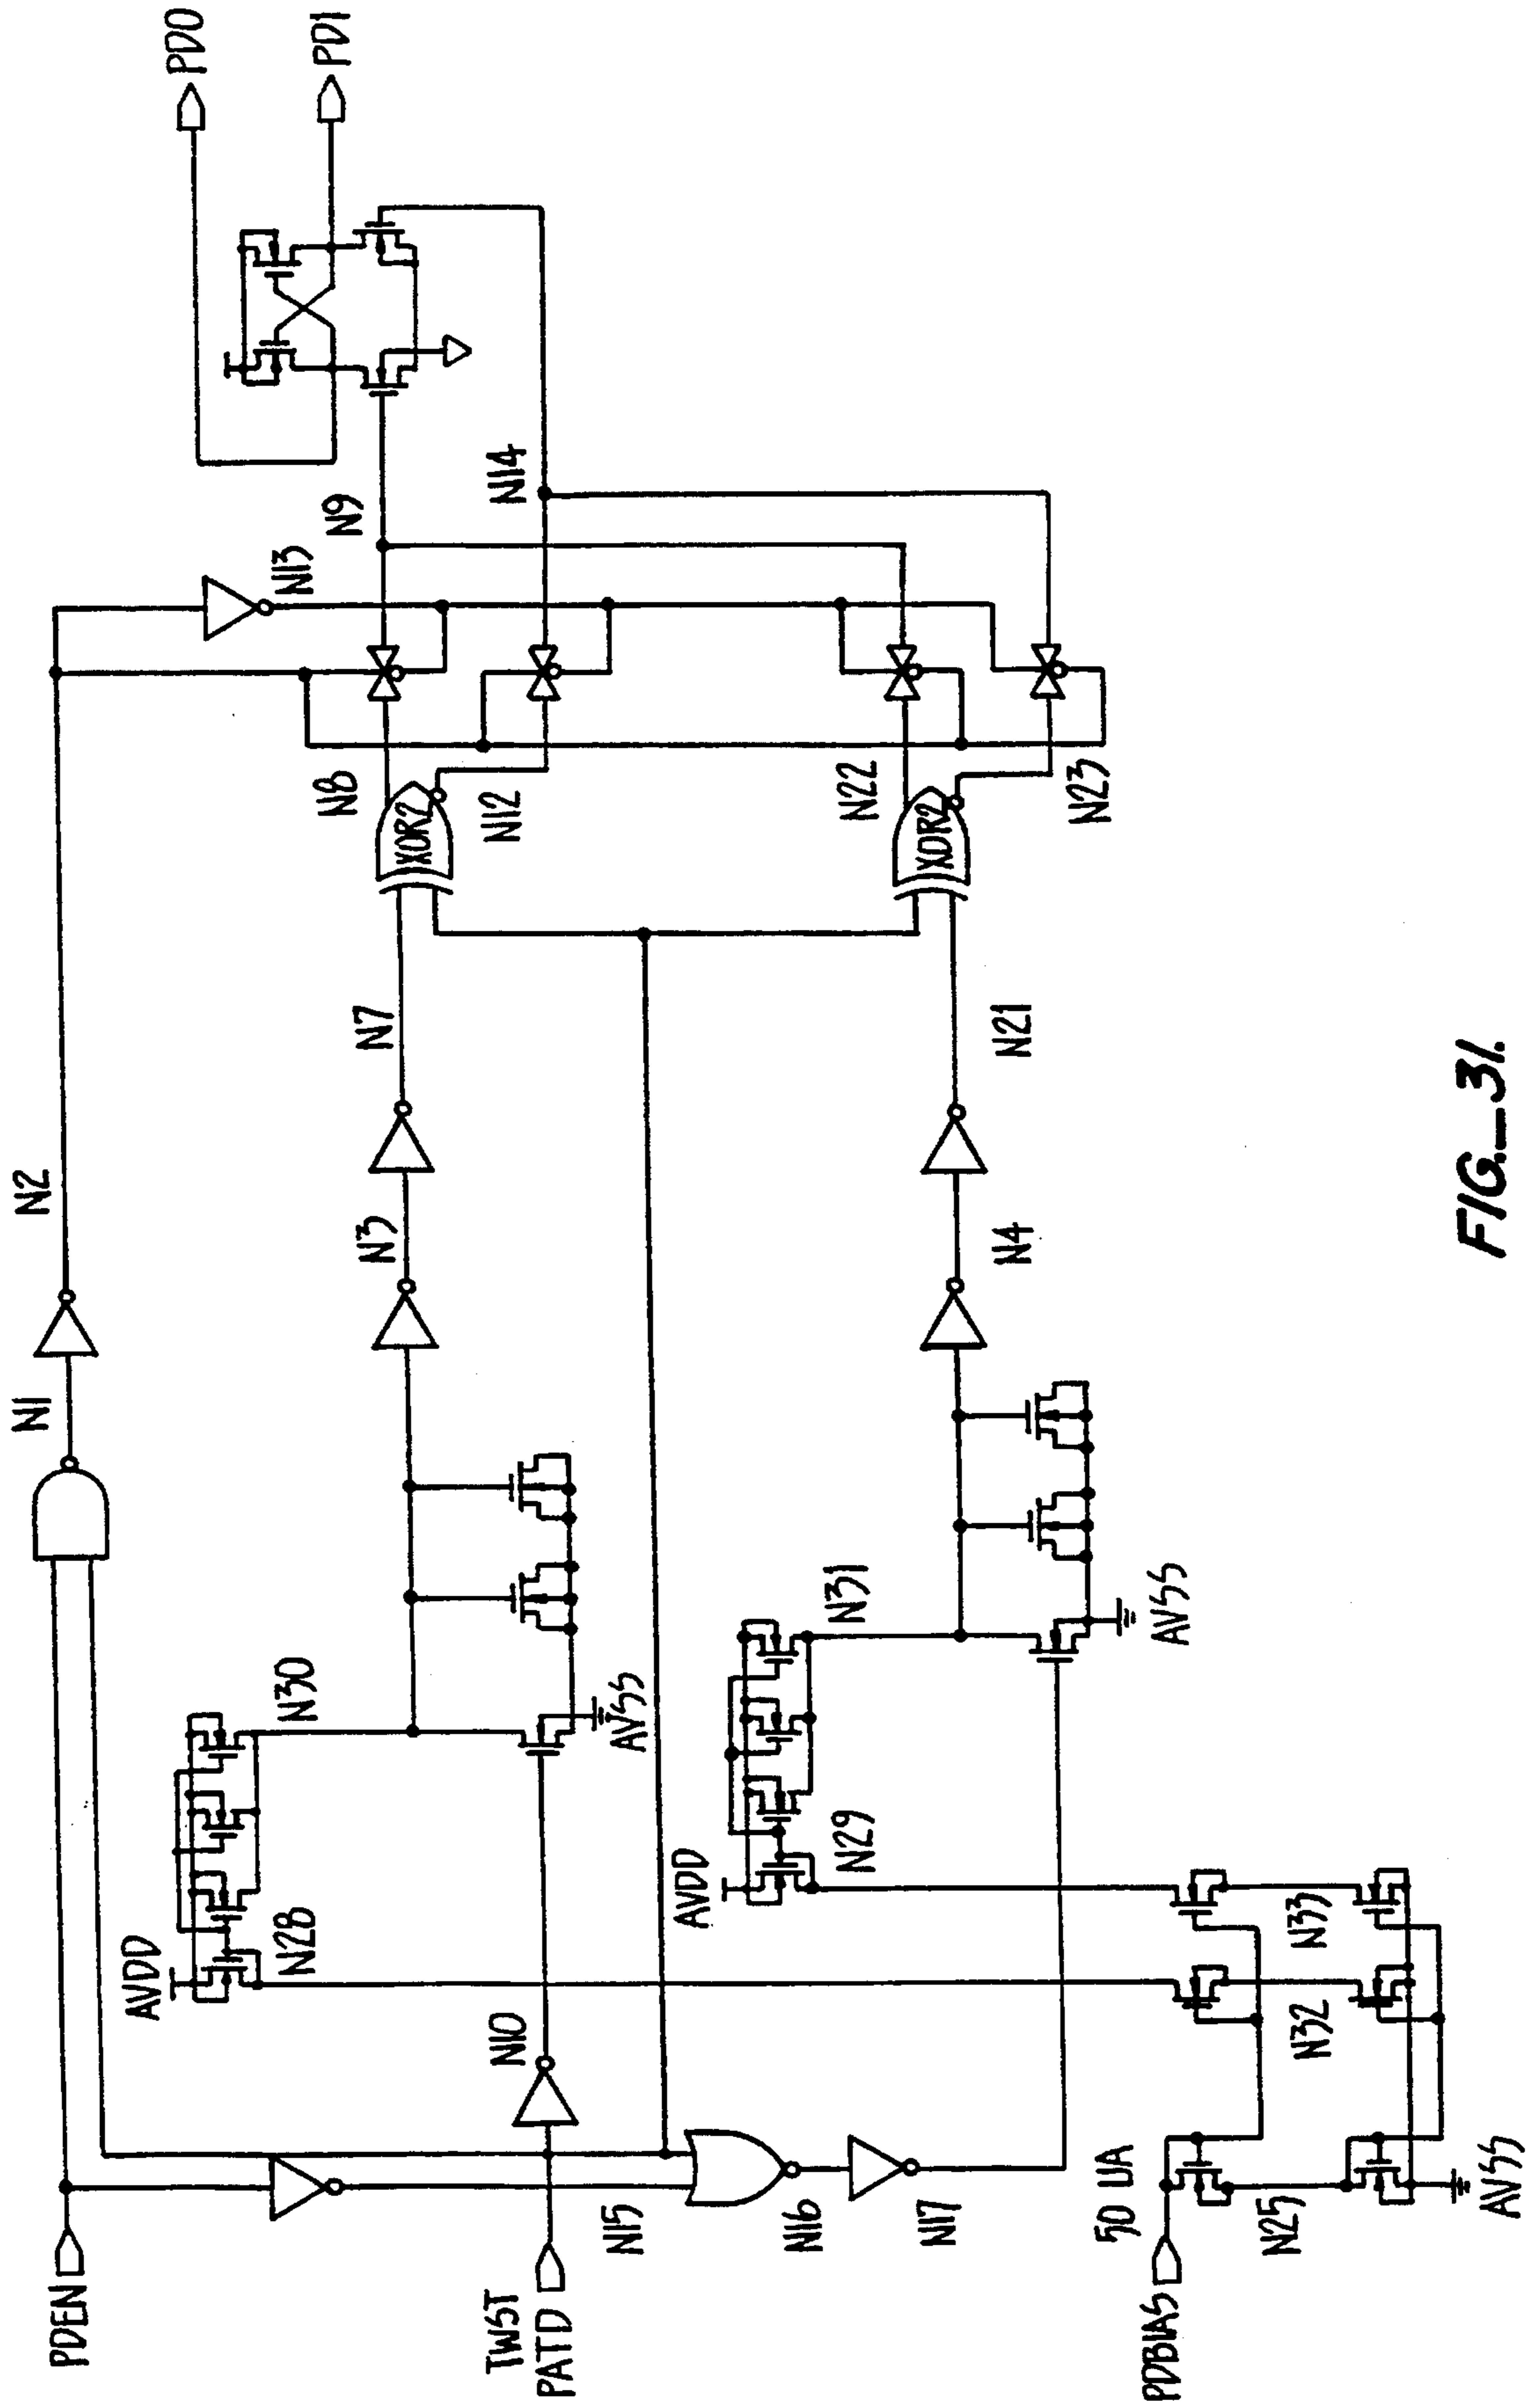 PDEN
N1
N2
PD0
PD1
AVDD
N28
N30
N3
N7
N8
XOR2
N12
N13
N9
N14
TWST
PATD
N10
AVSS
N15
N16
N17
AVDD
N29
N31
AVSS
N4
N21
XOR2
N22
N23
50 UA
PDBIAS
N25
N32
N33
AVSS
FIG._31.